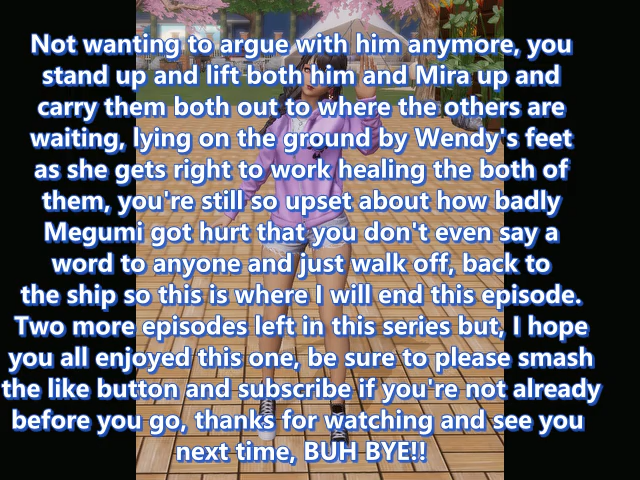 Not wanting to argue with him anymore, you
stand up and lift both him and Mira up and
carry them both out to where the others are
waiting, lying on the ground by Wendy's feet
as she gets right to work healing the both of
them, you're still so upset about how badly
Megumi got hurt that you don't even say a
word to anyone and just walk off, back to
the ship so this is where I will end this episode.
Two more episodes left in this series but, I hope
you all enjoyed this one, be sure to please smash
the like button and subscribe if you're not already
before you go, thanks for watching and see you
next time, BUH BYE!!